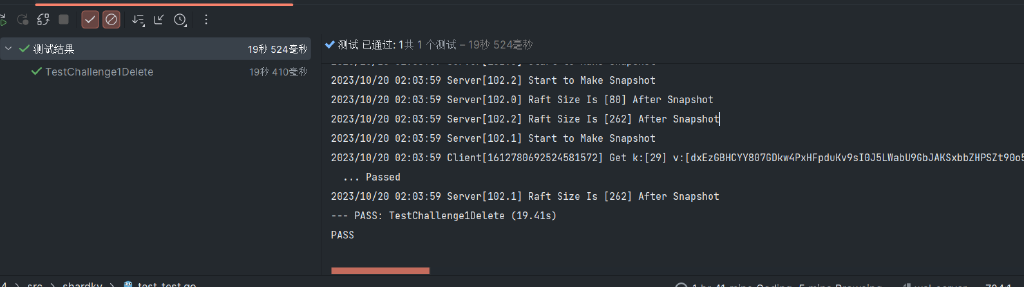 测试结果 19秒 524毫秒
TestChallenge1Delete 19秒 410毫秒
测试 已通过: 1共 1 个测试 – 19秒 524毫秒
2023/10/20 02:03:59 Server[102.2] Start to Make Snapshot
2023/10/20 02:03:59 Server[102.0] Raft Size Is [80] After Snapshot
2023/10/20 02:03:59 Server[102.2] Raft Size Is [262] After Snapshot
2023/10/20 02:03:59 Server[102.1] Start to Make Snapshot
2023/10/20 02:03:59 Client[1612780692524581572] Get k:[29]
... Passed
2023/10/20 02:03:59 Server[102.1] Raft Size Is [262] After Snapshot
--- PASS: TestChallenge1Delete (19.41s)
PASS